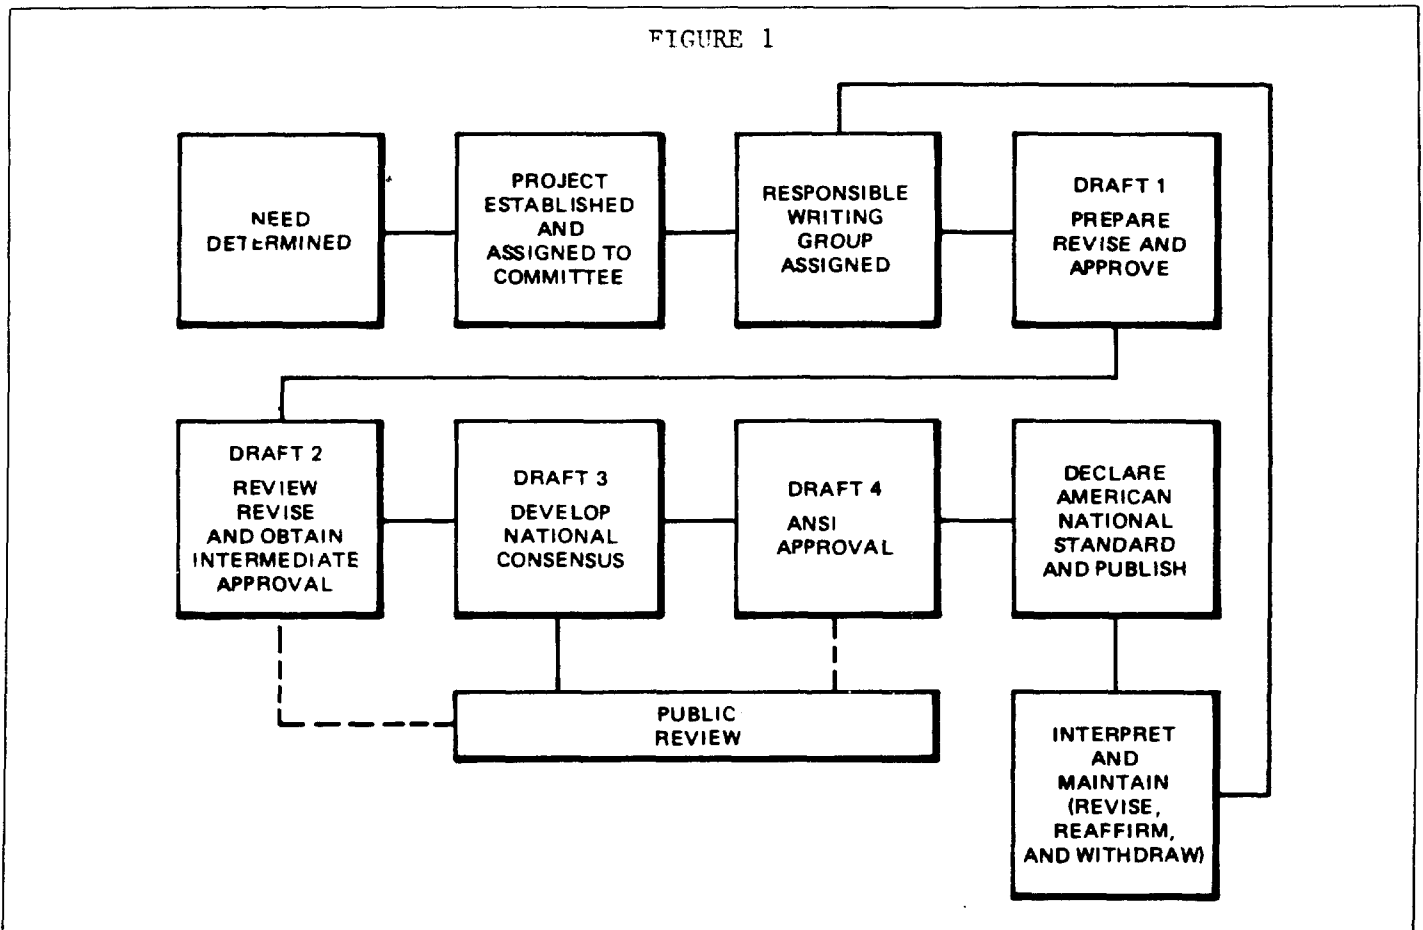 FIGURE 1
NEED
DETERMINED
PROJECT
ESTABLISHED
AND
ASSIGNED TO
COMMITTEE
RESPONSIBLE
WRITING
GROUP
ASSIGNED
DRAFT 1
PREPARE
REVISE AND
APPROVE
DRAFT 2
REVIEW
REVISE
AND OBTAIN
INTERMEDIATE
APPROVAL
DRAFT 3
DEVELOP
NATIONAL
CONSENSUS
DRAFT 4
ANSI
APPROVAL
DECLARE
AMERICAN
NATIONAL
STANDARD
AND PUBLISH
PUBLIC
REVIEW
INTERPRET
AND
MAINTAIN
(REVISE,
REAFFIRM,
AND WITHDRAW)